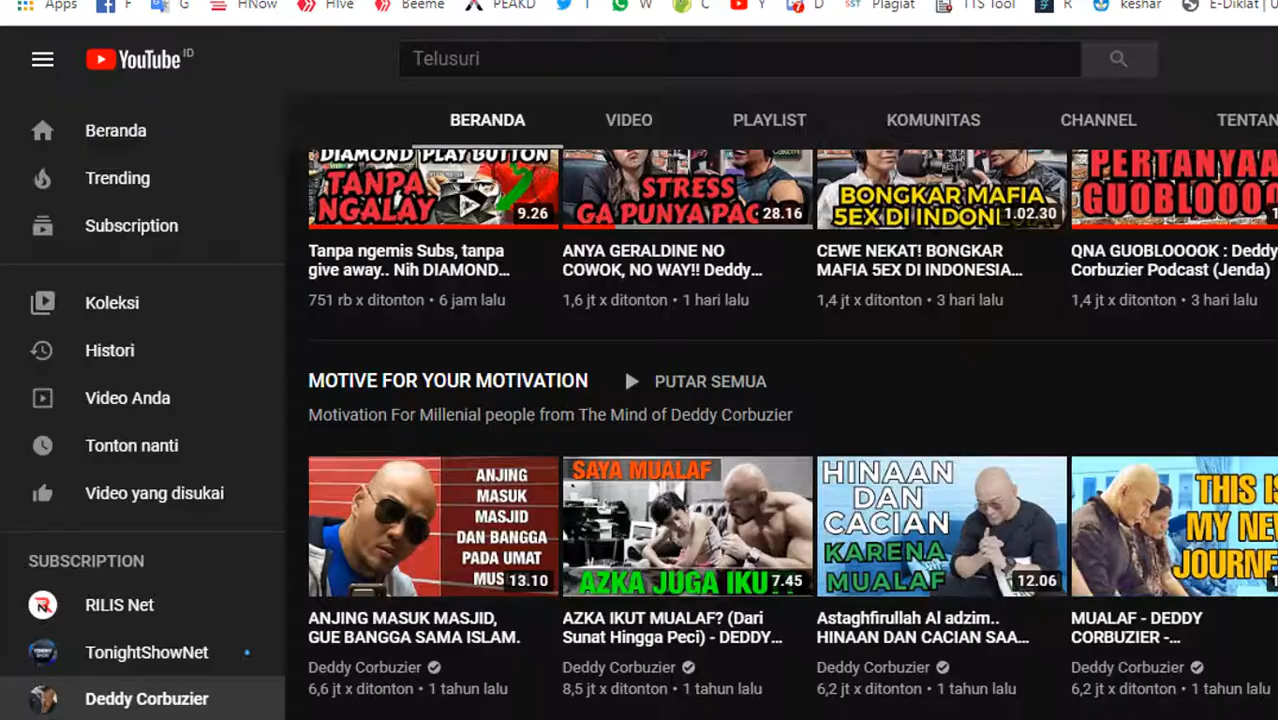 Apps
G
HNow
HIve
Beeme
PEAKD
T
W
C
Y
D
SST
Plagiat
TTS Tool
R
keshar
E-Diklat
YouTube ID
Telusuri
Beranda
Trending
Subscription
Koleksi
Histori
Video Anda
Tonton nanti
Video yang disukai
SUBSCRIPTION
RILIS Net
TonightShowNet
Deddy Corbuzier
BERANDA
VIDEO
PLAYLIST
KOMUNITAS
CHANNEL
TENTAN
DIAMOND PLAY BUTTON
TANPA
NGALAY
9.26
Tanpa ngemis Subs, tanpa
give away.. Nih DIAMOND...
751 rb x ditonton • 6 jam lalu
STRESS
GA PUNYA PAC
28.16
ANYA GERALDINE NO
COWOK, NO WAY!! Deddy...
1,6 jt x ditonton • 1 hari lalu
BONGKAR MAFIA
5EX DI INDONE
1.02.30
CEWE NEKAT! BONGKAR
MAFIA 5EX DI INDONESIA...
1,4 jt x ditonton • 3 hari lalu
PERTANYAA
GUOBLOOOO
QNA GUOBLOOOOK : Deddy
Corbuzier Podcast (Jenda)
1,4 jt x ditonton • 3 hari lalu
MOTIVE FOR YOUR MOTIVATION
PUTAR SEMUA
Motivation For Millenial people from The Mind of Deddy Corbuzier
ANJING
MASUK
MASJID
DAN BANGGA
PADA UMAT
MUS
13.10
ANJING MASUK MASJID,
GUE BANGGA SAMA ISLAM.
Deddy Corbuzier
6,6 jt x ditonton • 1 tahun lalu
SAYA MUALAF
AZKA JUGA IKU
7.45
AZKA IKUT MUALAF? (Dari
Sunat Hingga Peci) - DEDDY...
Deddy Corbuzier
8,5 jt x ditonton • 1 tahun lalu
HINAAN
DAN
CACIAN
KARENA
MUALAF
12.06
Astaghfirullah Al adzim..
HINAAN DAN CACIAN SAA...
Deddy Corbuzier
6,2 jt x ditonton • 1 tahun lalu
THIS IS
MY NE
JOURNE
MUALAF - DEDDY
CORBUZIER -...
Deddy Corbuzier
6,2 jt x ditonton • 1 tahun lalu